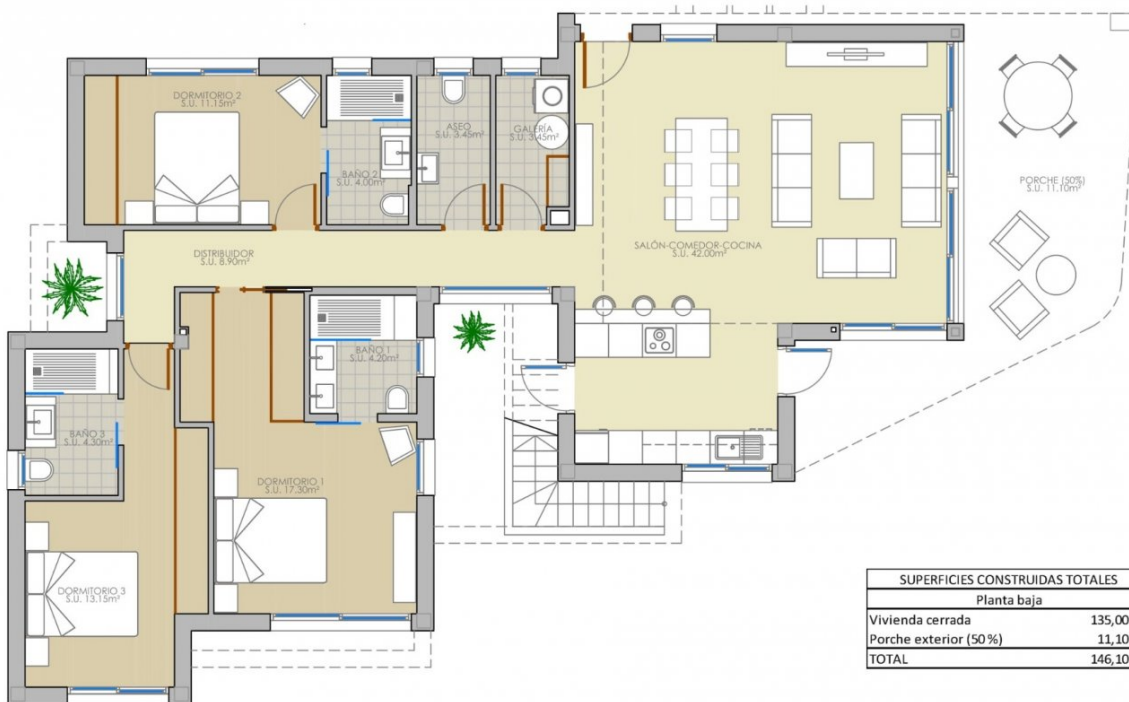 DORMITORIO 2
S.U. 11.15m²
BAÑO 2
S.U. 4.00m²
ASEO
S.U. 3.45m²
GALERÍA
S.U. 3.45m²
PORCHE (50%)
S.U. 11.10m²
SALÓN-COMEDOR-COCINA
S.U. 42.00m²
DISTRIBUIDOR
S.U. 8.90m²
BAÑO 1
S.U. 4.20m²
BAÑO 3
S.U. 4.30m²
DORMITORIO 1
S.U. 17.30m²
DORMITORIO 3
S.U. 13.15m²
SUPERFICIES CONSTRUIDAS TOTALES
Planta baja
Vivienda cerrada 135,00
Porche exterior (50 %) 11,10
TOTAL 146,10